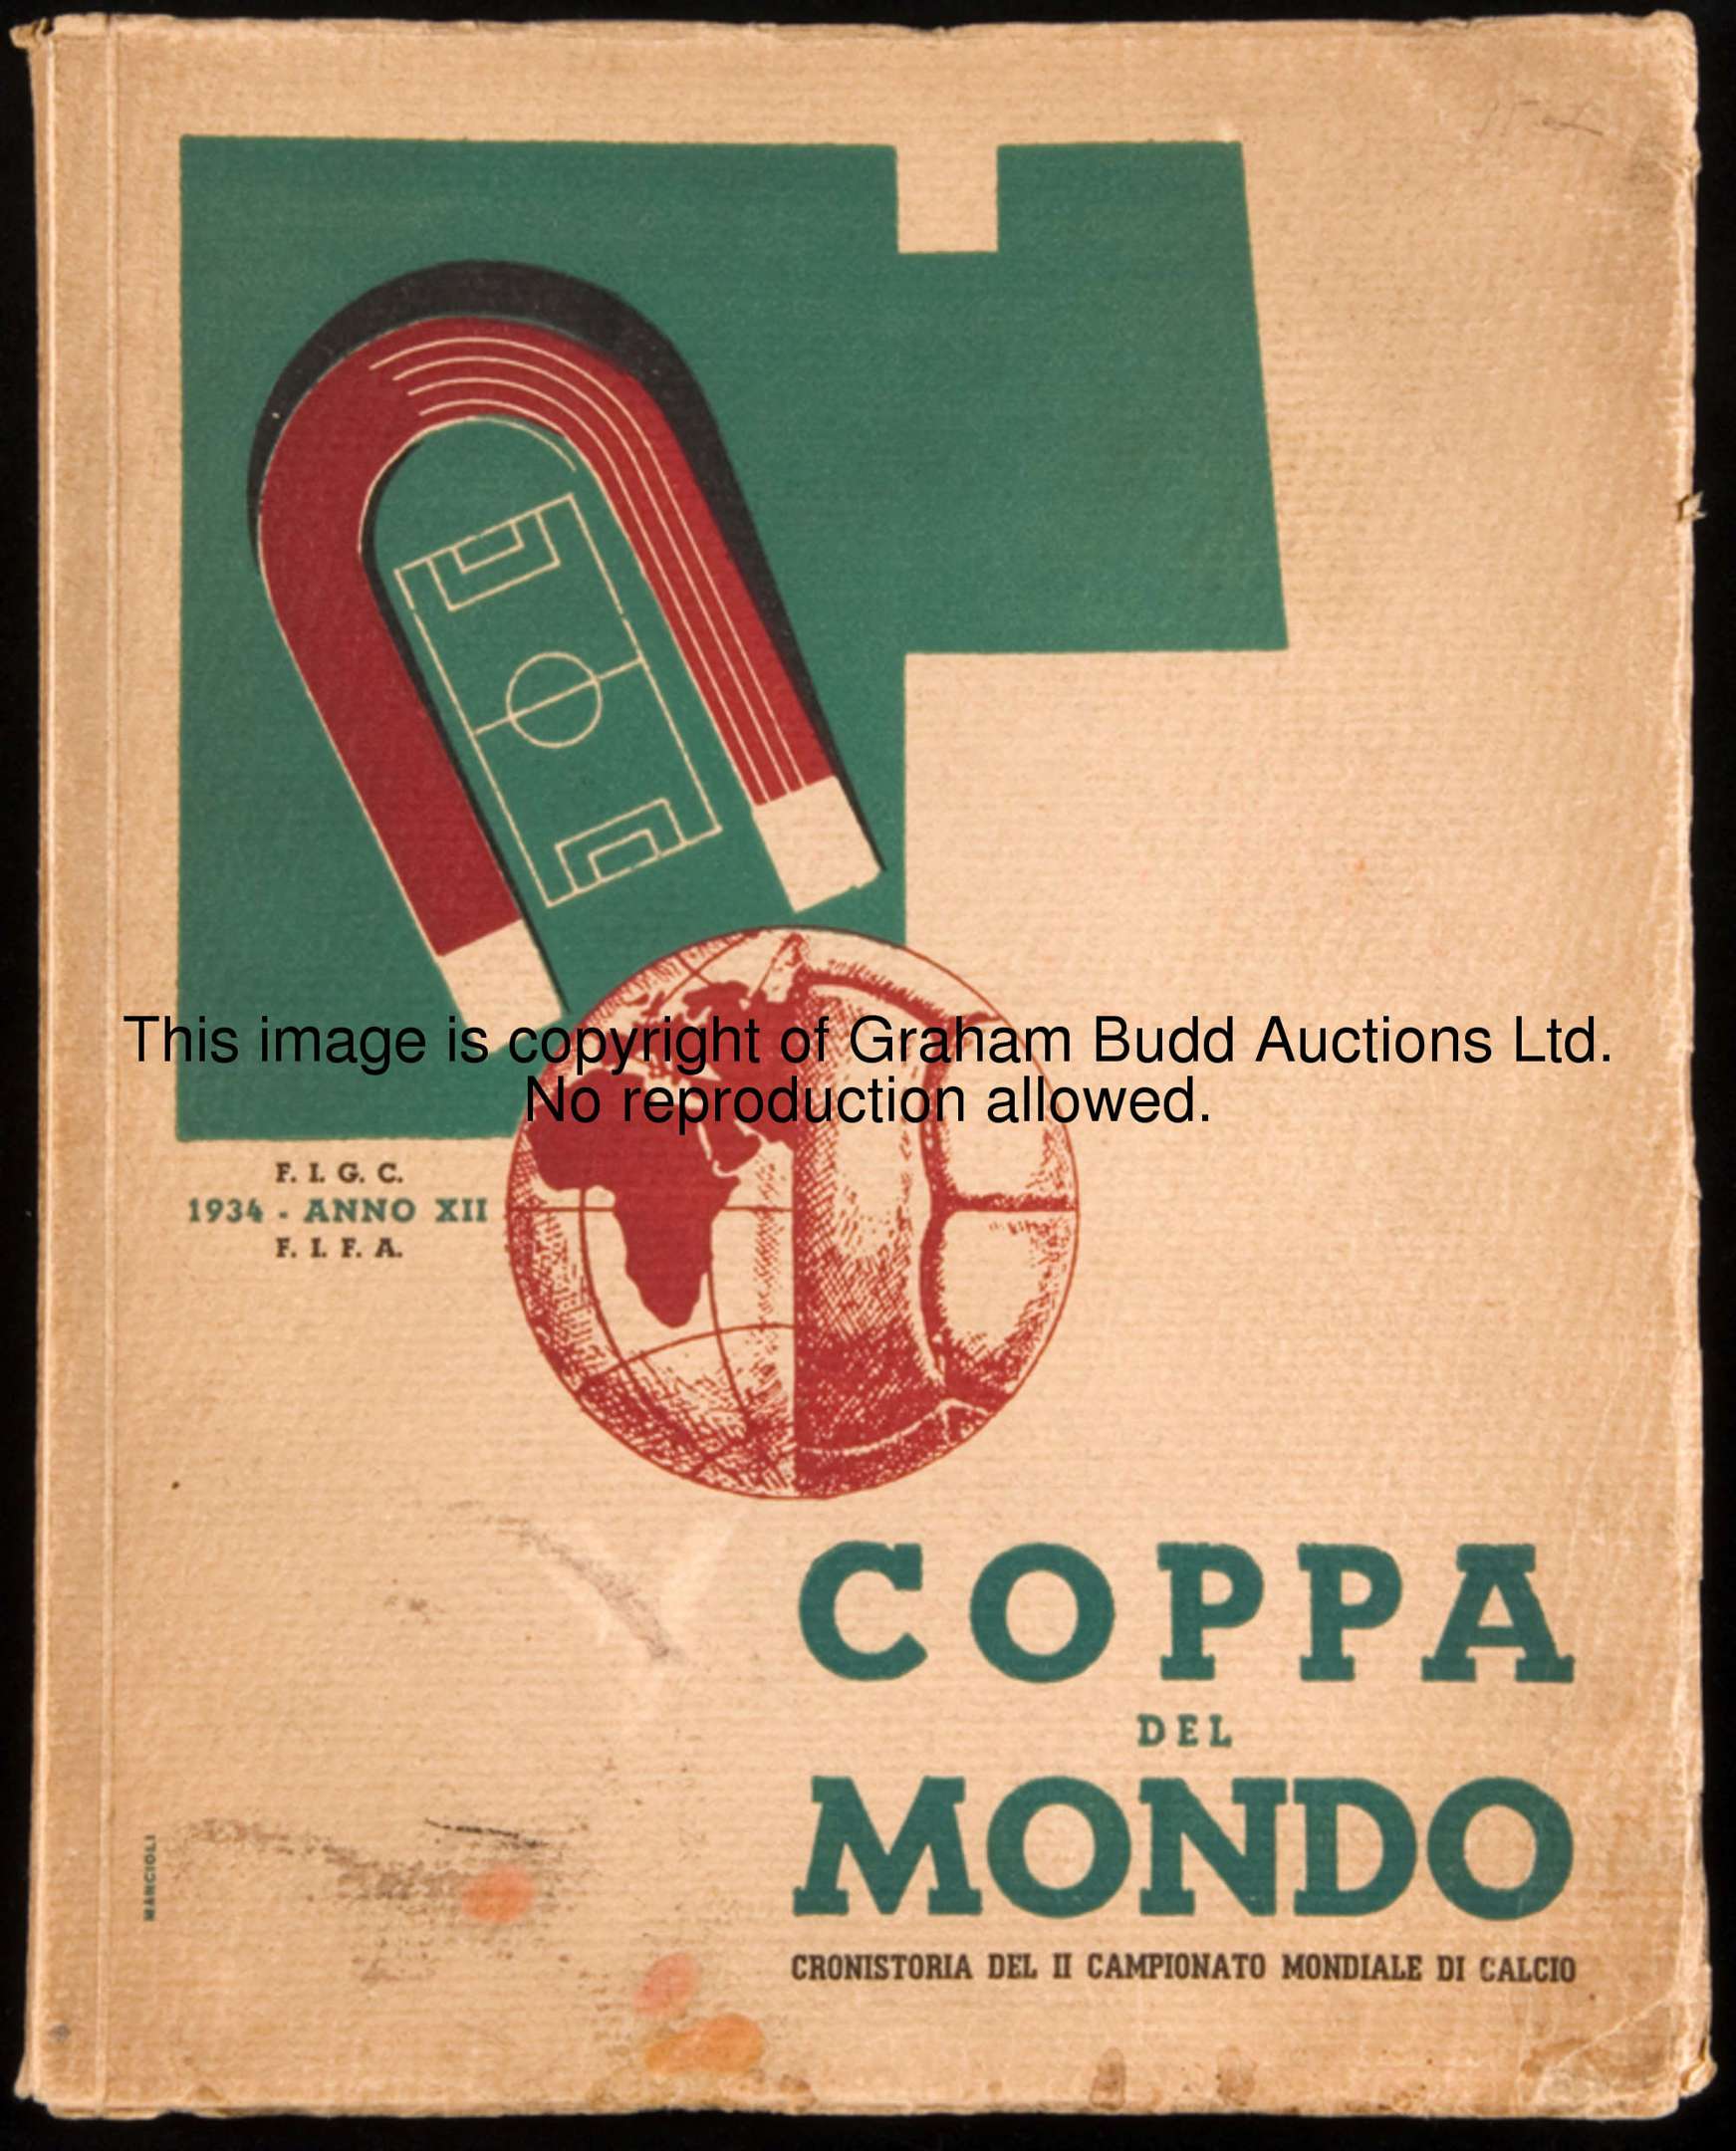 This image is copyright of Graham Budd Auctions Ltd.
No reproduction allowed.
F. I. G. C.
1934 - ANNO XII
F. I. F. A.
COPPA
DEL
MONDO
CRONISTORIA DEL II CAMPIONATO MONDIALE DI CALCIO
MANCIOLI